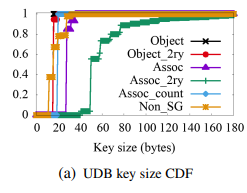 1
0.8
0.6
0.4
0.2
0
0 20 40 60 80 100 120 140 160 180
Object
Object_2ry
Assoc
Assoc_2ry
Assoc_count
Non_SG
Key size (bytes)
(a) UDB key size CDF